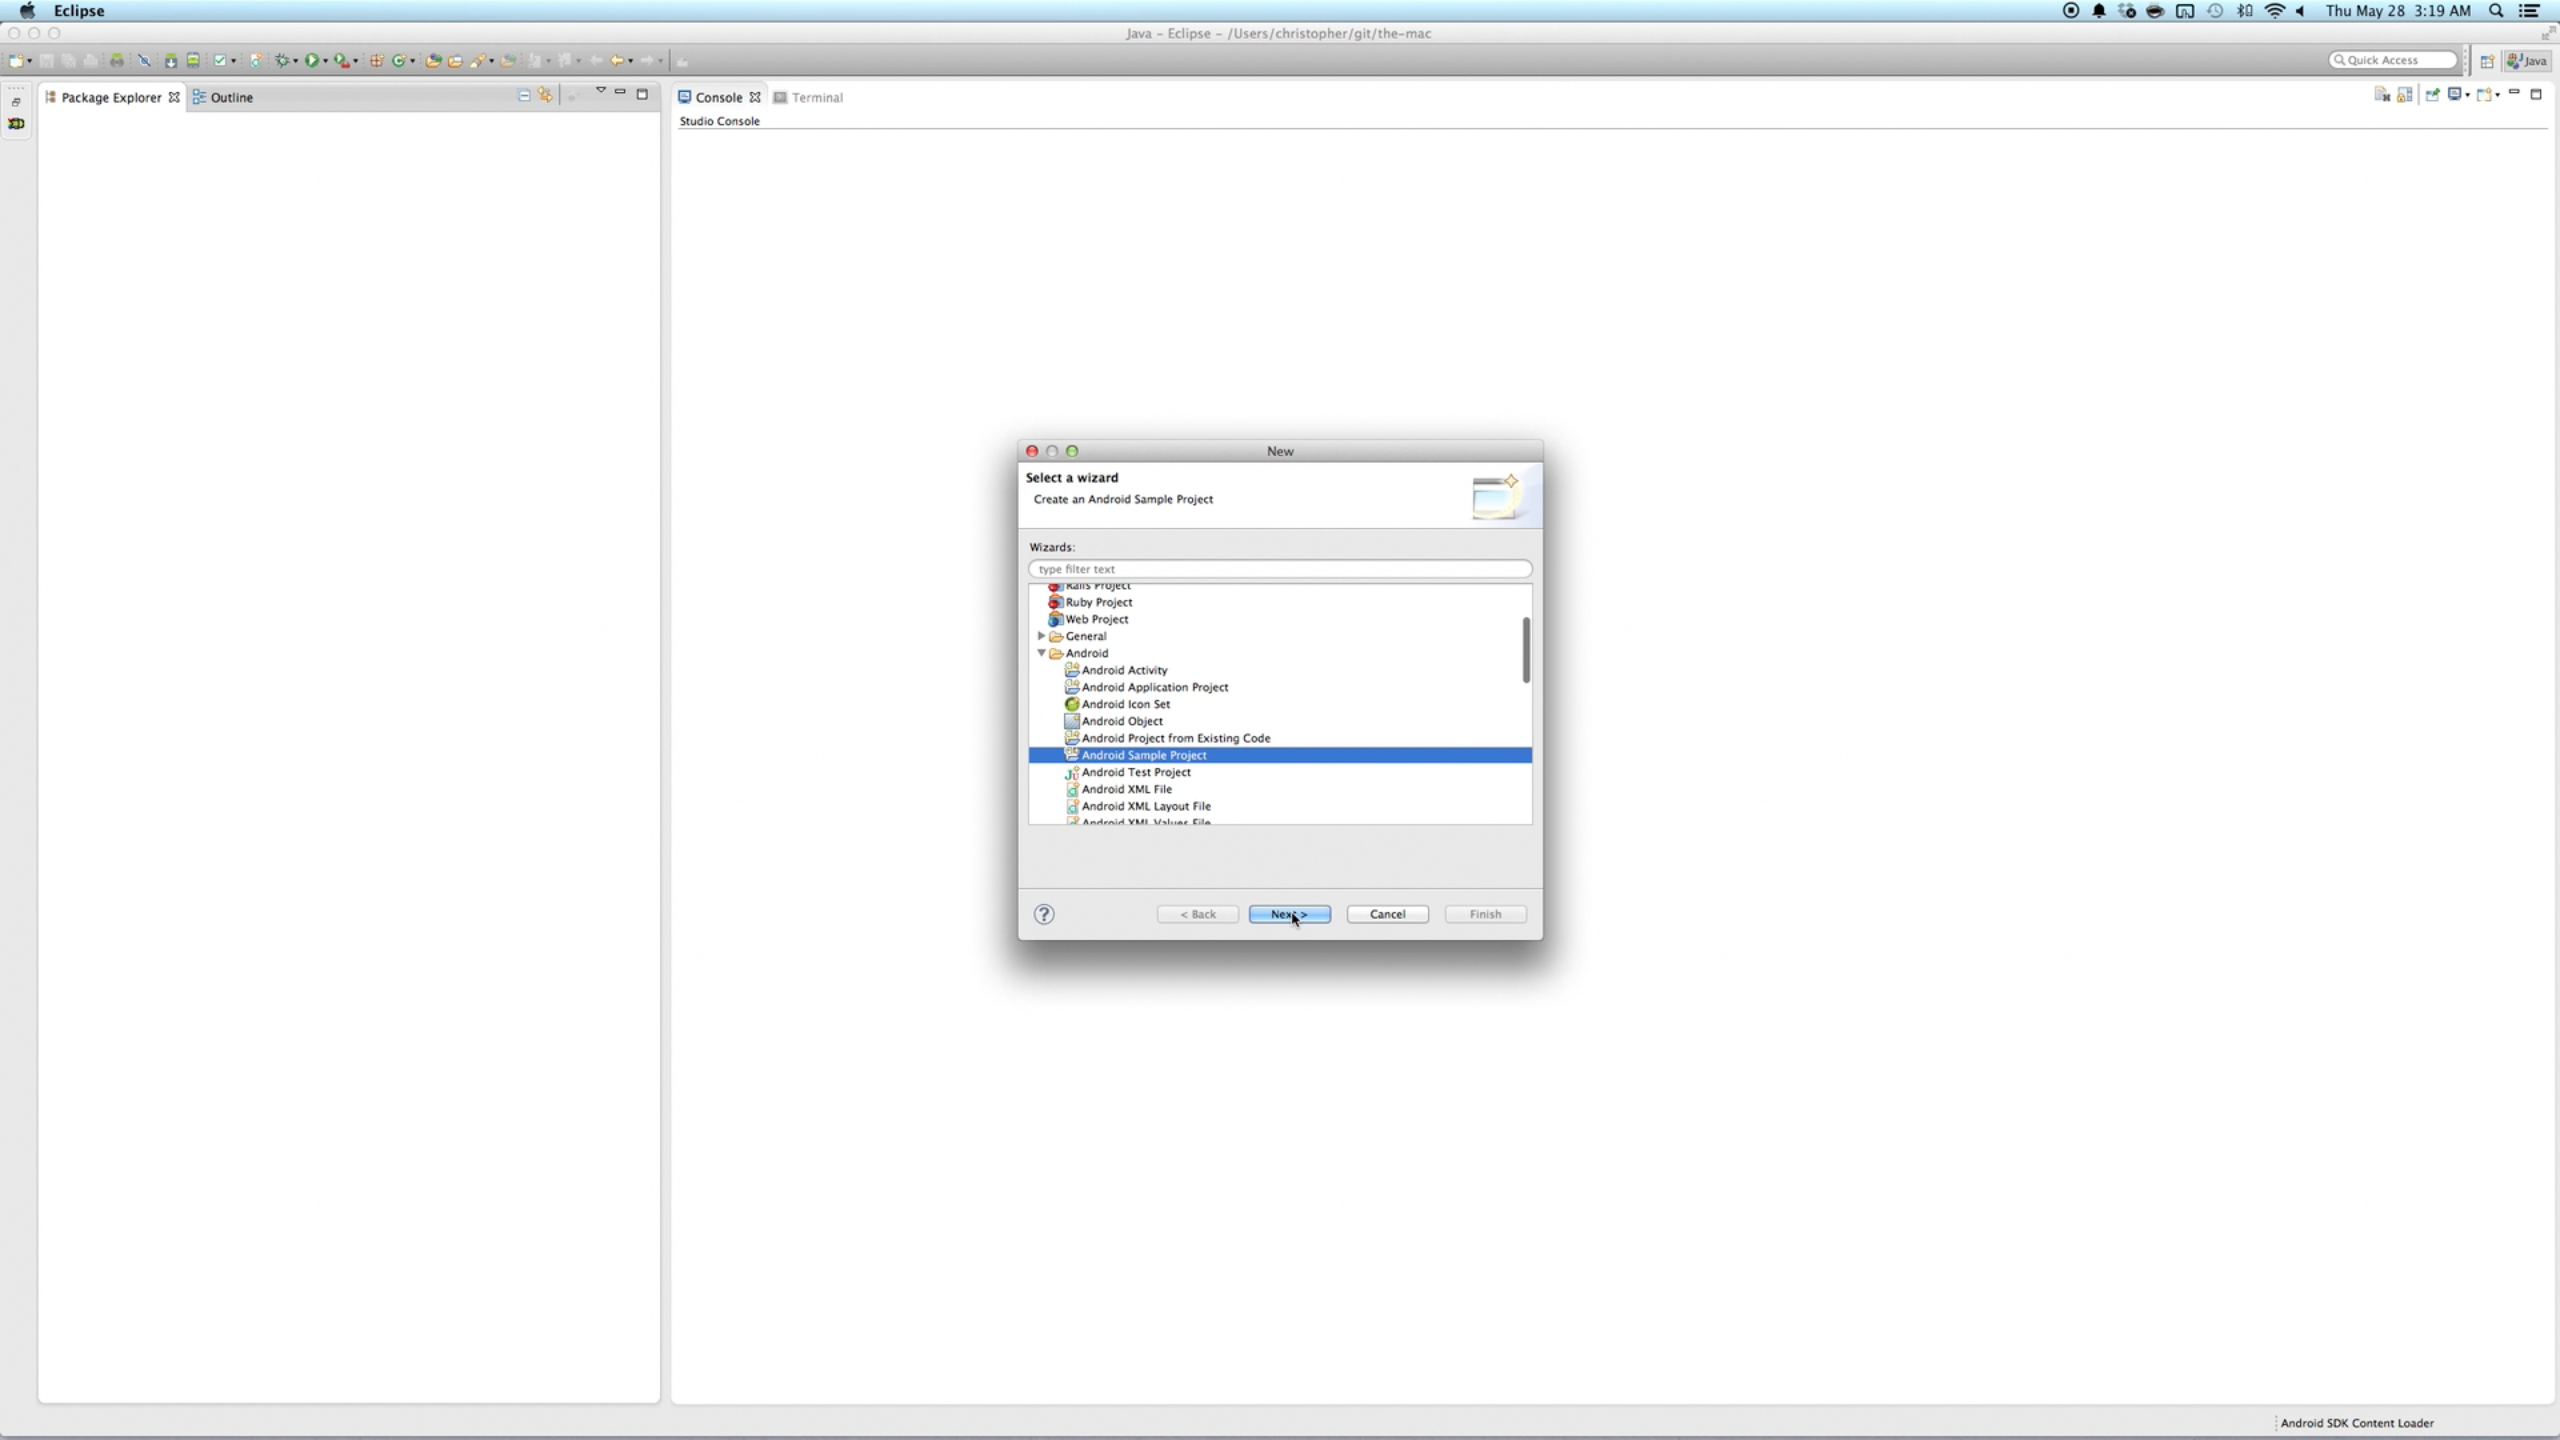 Eclipse
Thu May 28 3:19 AM
Java – Eclipse – /Users/christopher/git/the-mac
Quick Access
Java
Package Explorer
Outline
Console
Terminal
Studio Console
New
Select a wizard
Create an Android Sample Project
Wizards:
type filter text
Rails Project
Ruby Project
Web Project
General
Android
Android Activity
Android Application Project
Android Icon Set
Android Object
Android Project from Existing Code
Android Sample Project
Android Test Project
Android XML File
Android XML Layout File
Android XML Values File
?
< Back
Next >
Cancel
Finish
Android SDK Content Loader